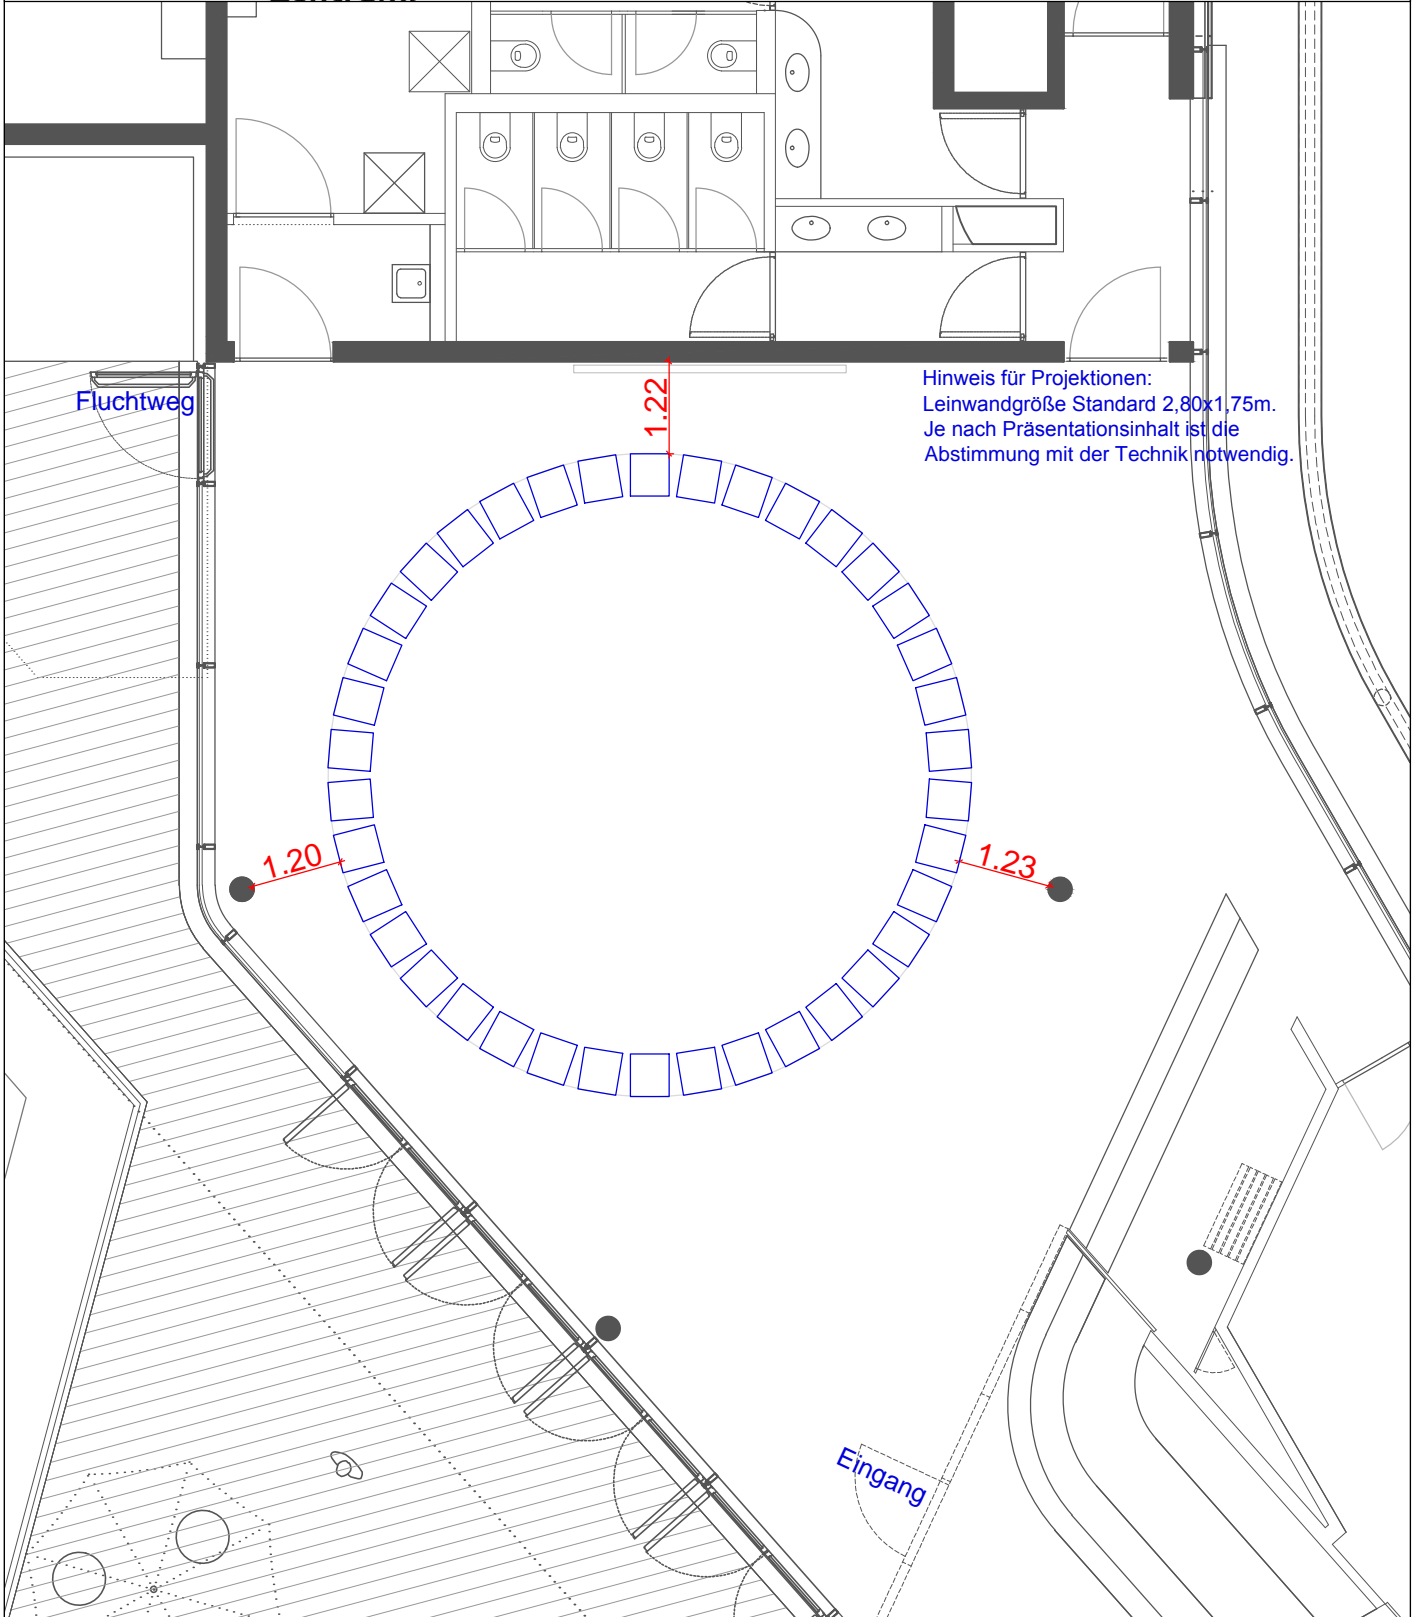 Fluchtweg
1.22
Hinweis für Projektionen:
Leinwandgröße Standard 2,80x1,75m.
Je nach Präsentationsinhalt ist die
Abstimmung mit der Technik notwendig.
1.20
1.23
Eingang